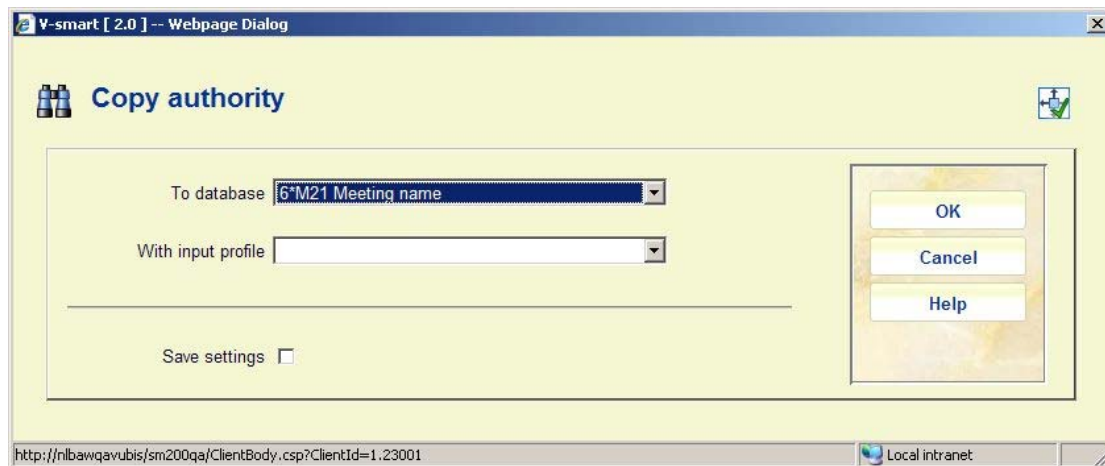 V-smart [ 2.0 ] -- Webpage Dialog
Copy authority
To database 6*M21 Meeting name
With input profile
Save settings
OK
Cancel
Help
http://nlbawqavubis/sm200qa/ClientBody.csp?ClientId=1.23001
Local intranet